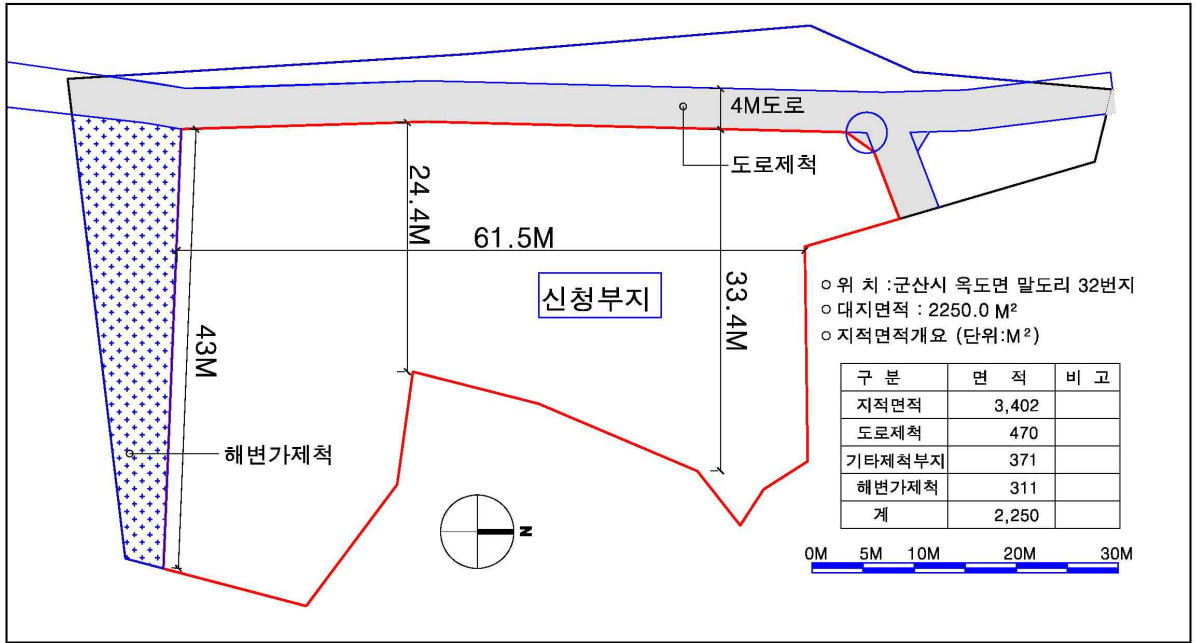 4M도로
도로제척
24.4M
61.5M
신청부지
33.4M
43M
해변가제척
N
○ 위 치 :군산시 옥도면 말도리 32번지
○ 대지면적 : 2250.0 M²
○ 지적면적개요 (단위:M²)
구 분 면 적 비 고
지적면적 3,402
도로제척 470
기타제척부지 371
해변가제척 311
계 2,250
0M 5M 10M 20M 30M